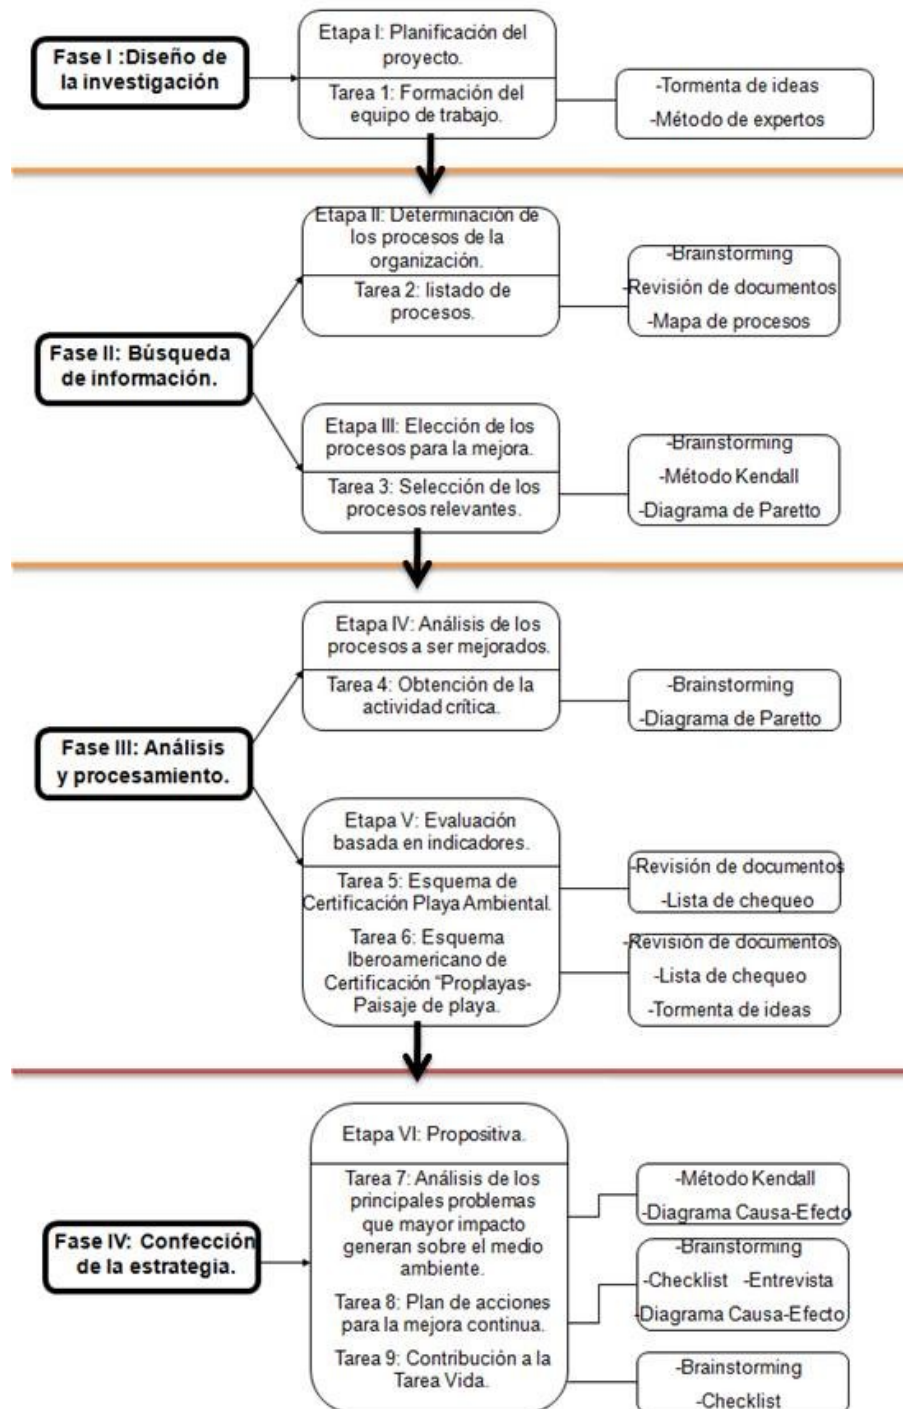 Fase I :Diseño de
la investigación
Etapa I: Planificación del
proyecto.
Tarea 1: Formación del
equipo de trabajo.
-Tormenta de ideas
-Método de expertos
Fase II: Búsqueda
de información.
Etapa II: Determinación de
los procesos de la
organización.
Tarea 2: listado de
procesos.
-Brainstorming
-Revisión de documentos
-Mapa de procesos
Etapa III: Elección de los
procesos para la mejora.
Tarea 3: Selección de los
procesos relevantes.
-Brainstorming
-Método Kendall
-Diagrama de Paretto
Fase III: Análisis
y procesamiento.
Etapa IV: Análisis de los
procesos a ser mejorados.
Tarea 4: Obtención de la
actividad crítica.
-Brainstorming
-Diagrama de Paretto
Etapa V: Evaluación
basada en indicadores.
Tarea 5: Esquema de
Certificación Playa Ambiental.
-Revisión de documentos
-Lista de chequeo
Tarea 6: Esquema
Iberoamericano de
Certificación “Proplayas-
Paisaje de playa.
-Revisión de documentos
-Lista de chequeo
-Tormenta de ideas
Fase IV: Confección
de la estrategia.
Etapa VI: Propositiva.
Tarea 7: Análisis de los
principales problemas
que mayor impacto
generan sobre el medio
ambiente.
-Método Kendall
-Diagrama Causa-Efecto
Tarea 8: Plan de acciones
para la mejora continua.
-Brainstorming
-Checklist -Entrevista
-Diagrama Causa-Efecto
Tarea 9: Contribución a la
Tarea Vida.
-Brainstorming
-Checklist